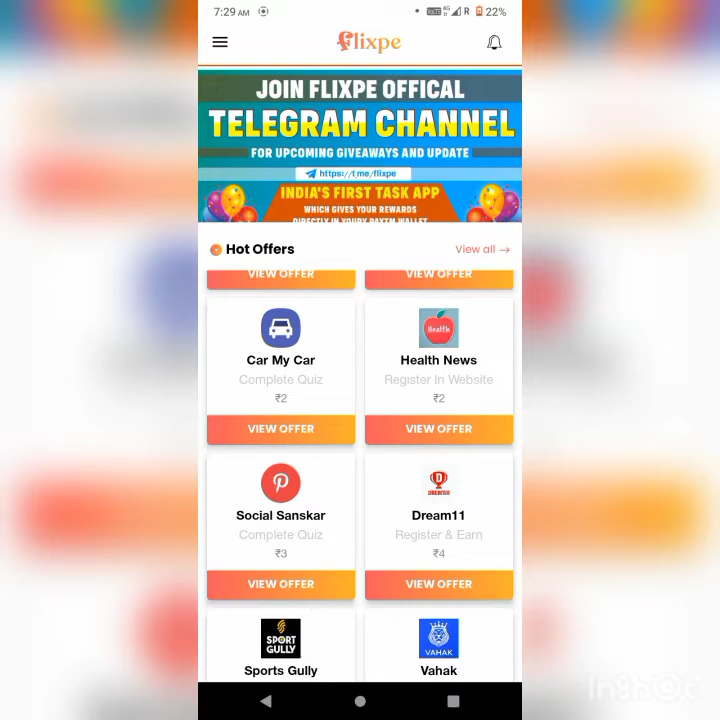 7:29 AM
R 22%
flixpe
JOIN FLIXPE OFFICAL
TELEGRAM CHANNEL
FOR UPCOMING GIVEAWAYS AND UPDATE
https://t.me/flixpe
INDIA'S FIRST TASK APP
WHICH GIVES YOUR REWARDS
DIRECTLY IN YOURY PAYTM WALLET
Hot Offers View all →
VIEW OFFER VIEW OFFER
Health
Car My Car Health News
Complete Quiz Register In Website
₹2 ₹2
VIEW OFFER VIEW OFFER
D
DREAM11
Social Sanskar Dream11
Complete Quiz Register & Earn
₹3 ₹4
VIEW OFFER VIEW OFFER
SPORT
GULLY
VAHAK
Sports Gully Vahak
InShOt